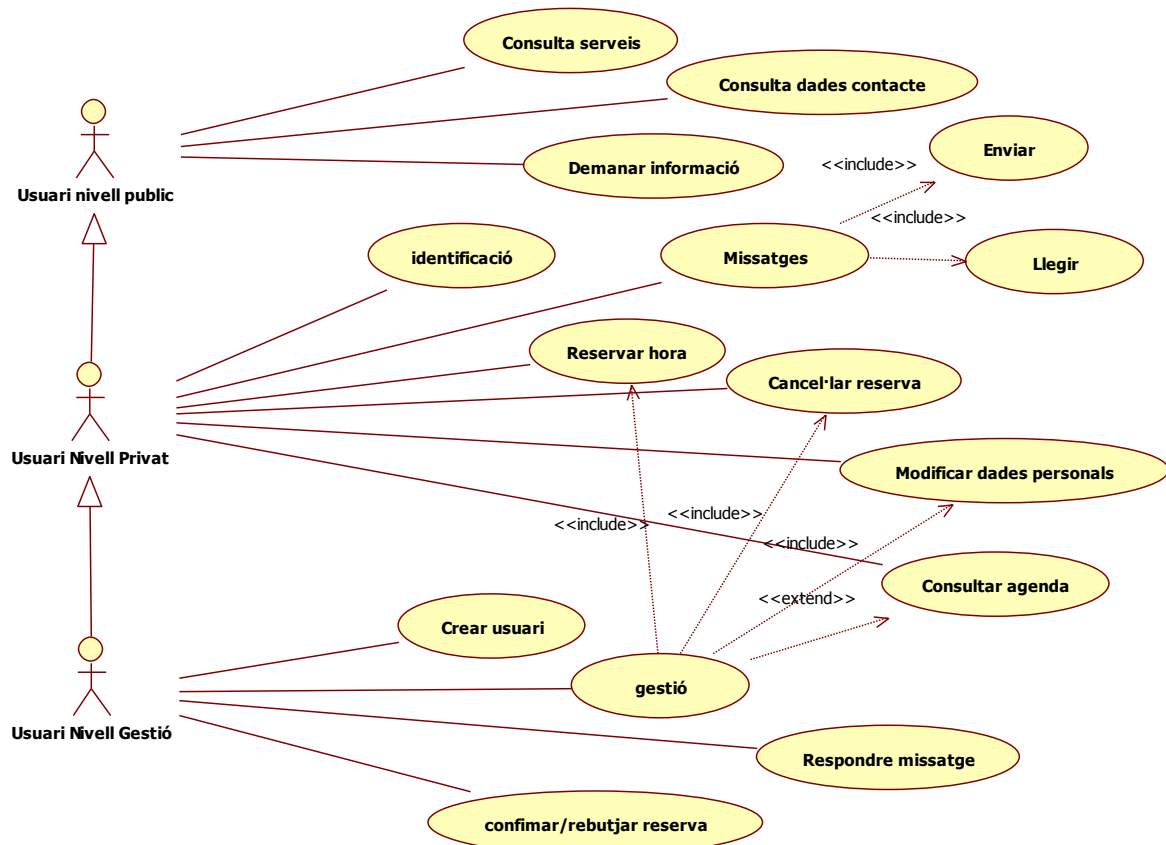 Consulta serveis
Consulta dades contacte
Enviar
<<include>>
Demanar informació
Usuari nivell public
<<include>>
identificació
Missatges
Llegir
Reservar hora
Cancel·lar reserva
Usuari Nivell Privat
Modificar dades personals
<<include>>
<<include>>
<<include>>
Consultar agenda
<<extend>>
Crear usuari
gestió
Usuari Nivell Gestió
Respondre missatge
confimar/rebutjar reserva